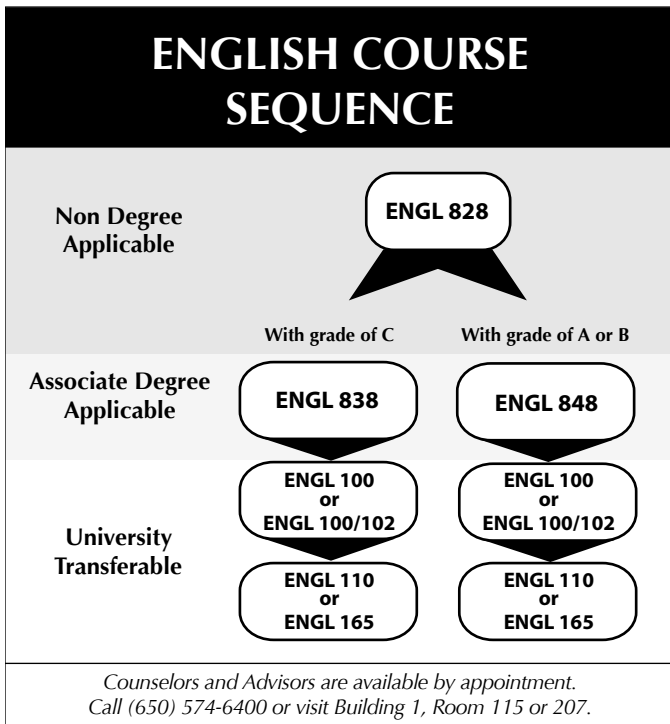 ENGLISH COURSE
SEQUENCE
Non Degree
Applicable
ENGL 828
With grade of C
With grade of A or B
Associate Degree
Applicable
ENGL 838
ENGL 848
University
Transferable
ENGL 100
or
ENGL 100/102
ENGL 100
or
ENGL 100/102
ENGL 110
or
ENGL 165
ENGL 110
or
ENGL 165
Counselors and Advisors are available by appointment.
Call (650) 574-6400 or visit Building 1, Room 115 or 207.